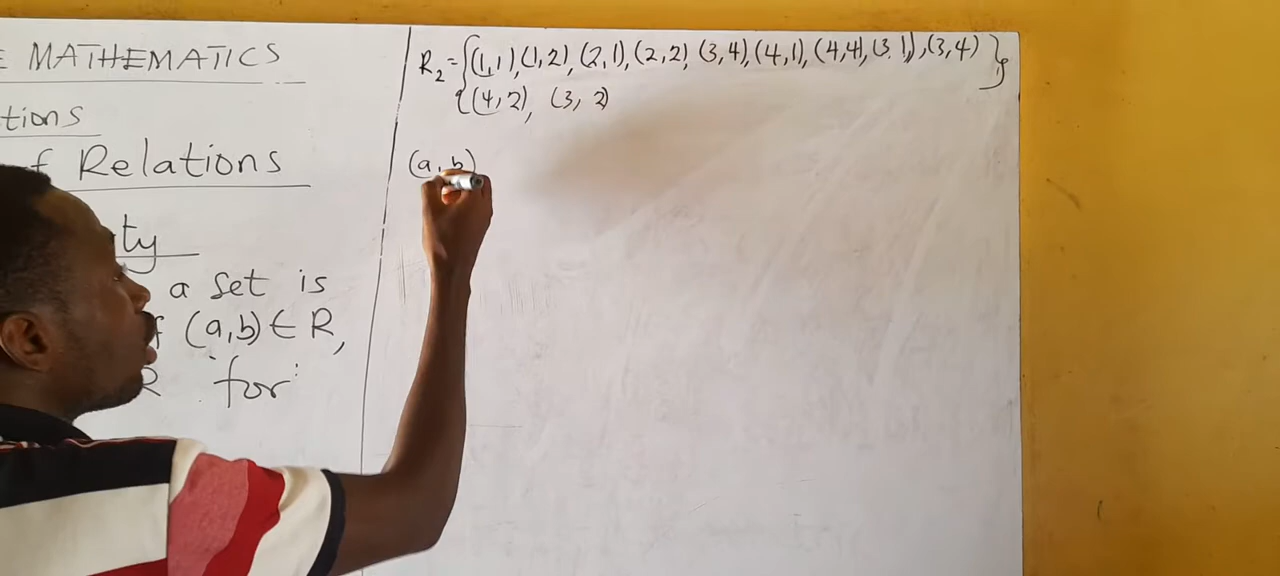 E MATHEMATICS
tions
f Relations
ty
a set is
f (a,b) ∈ R,
R for
R₂ = {(1,1),(1,2),(2,1),(2,2),(3,4),(4,1),(4,4),(3,1),(3,4)}
{(4,2), (3,2)
(a,b)